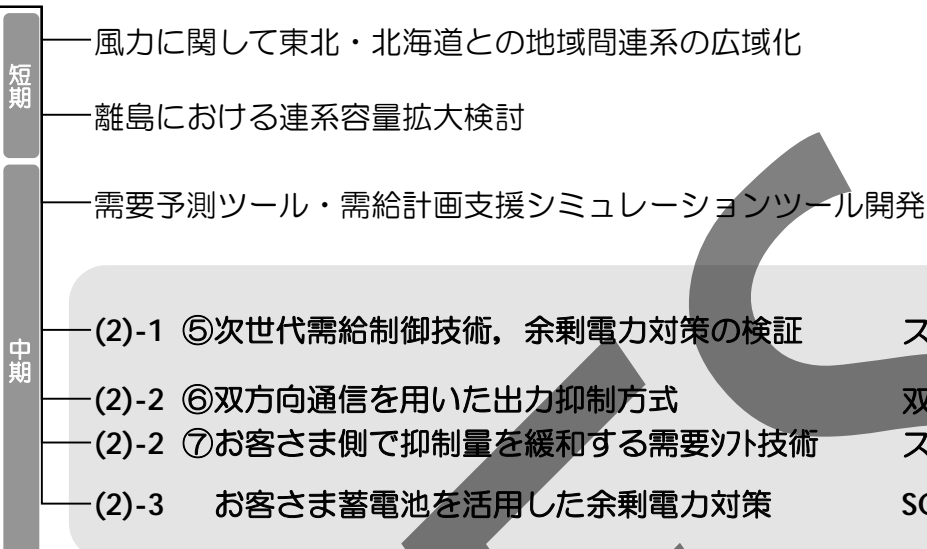 短期
風力に関して東北・北海道との地域間連系の広域化
離島における連系容量拡大検討
中期
需要予測ツール・需給計画支援シミュレーションツール開発
(2)-1 ⑤次世代需給制御技術，余剰電力対策の検証 ス
(2)-2 ⑥双方向通信を用いた出力抑制方式 双
(2)-2 ⑦お客さま側で抑制量を緩和する需要ｼﾌﾄ技術 ス
(2)-3 お客さま蓄電池を活用した余剰電力対策 SC